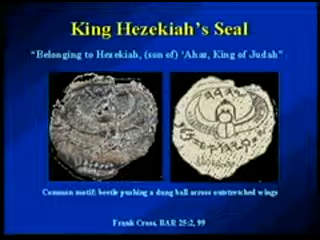 King Hezekiah's Seal
"Belonging to Hezekiah, (son of) 'Ahaz, King of Judah"
Common motif: beetle pushing a dung ball across outstretched wings
Frank Cross, BAR 25:2, 99